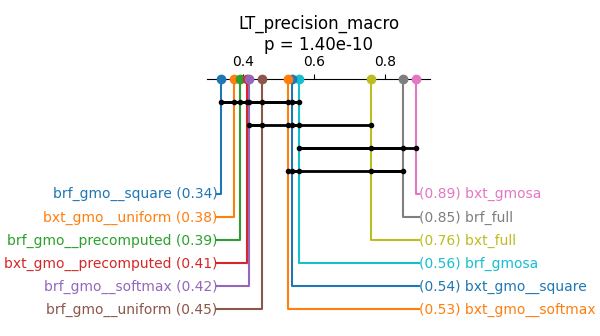 LT_precision_macro
p = 1.40e-10
0.4 0.6 0.8
brf_gmo__square (0.34) (0.89) bxt_gmosa
bxt_gmo__uniform (0.38) (0.85) brf_full
brf_gmo__precomputed (0.39) (0.76) bxt_full
bxt_gmo__precomputed (0.41) (0.56) brf_gmosa
brf_gmo__softmax (0.42) (0.54) bxt_gmo__square
brf_gmo__uniform (0.45) (0.53) bxt_gmo__softmax